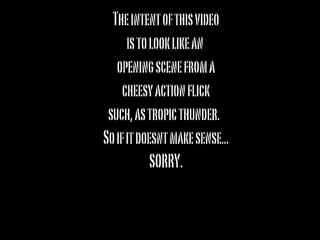 The intent of this video
is to look like an
opening scene from a
cheesy action flick
such, as tropic thunder.
So if it doesnt make sense...
SORRY.